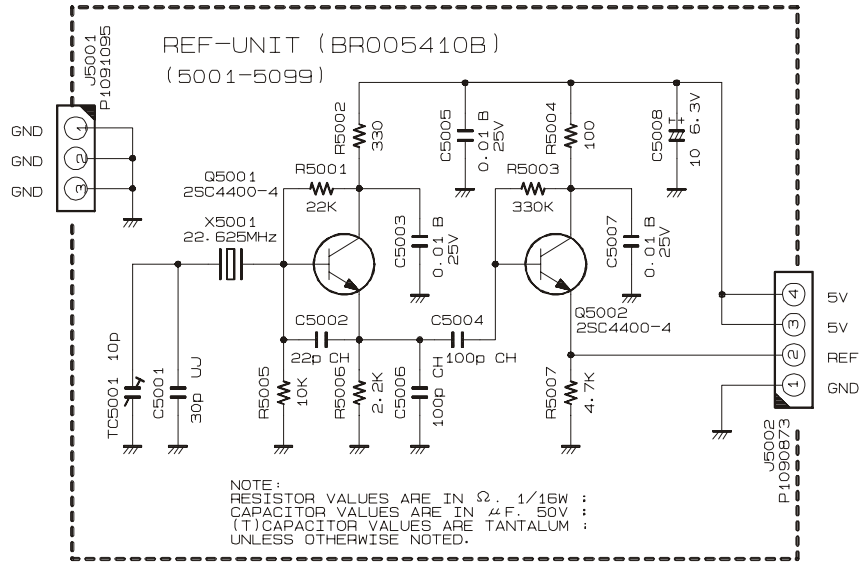 REF-UNIT (BR005410B)
(5001-5099)
J5001
P1091095
GND
GND
GND
1
2
3
R5002
330
C5005
0.01 B
25V
R5004
100
C5008
10 6.3V
Q5001
2SC4400-4
R5001
22K
R5003
330K
X5001
22.625MHz
C5003
0.01 B
25V
C5007
0.01 B
25V
Q5002
2SC4400-4
4
3
2
1
5V
5V
REF
GND
C5002
22p CH
C5004
100p CH
TC5001 10p
C5001
30p UJ
R5005
10K
R5006
2.2K
C5006
100p CH
R5007
4.7K
J5002
P1090873
NOTE:
RESISTOR VALUES ARE IN Ω. 1/16W :
CAPACITOR VALUES ARE IN μF. 50V :
(T)CAPACITOR VALUES ARE TANTALUM :
UNLESS OTHERWISE NOTED.